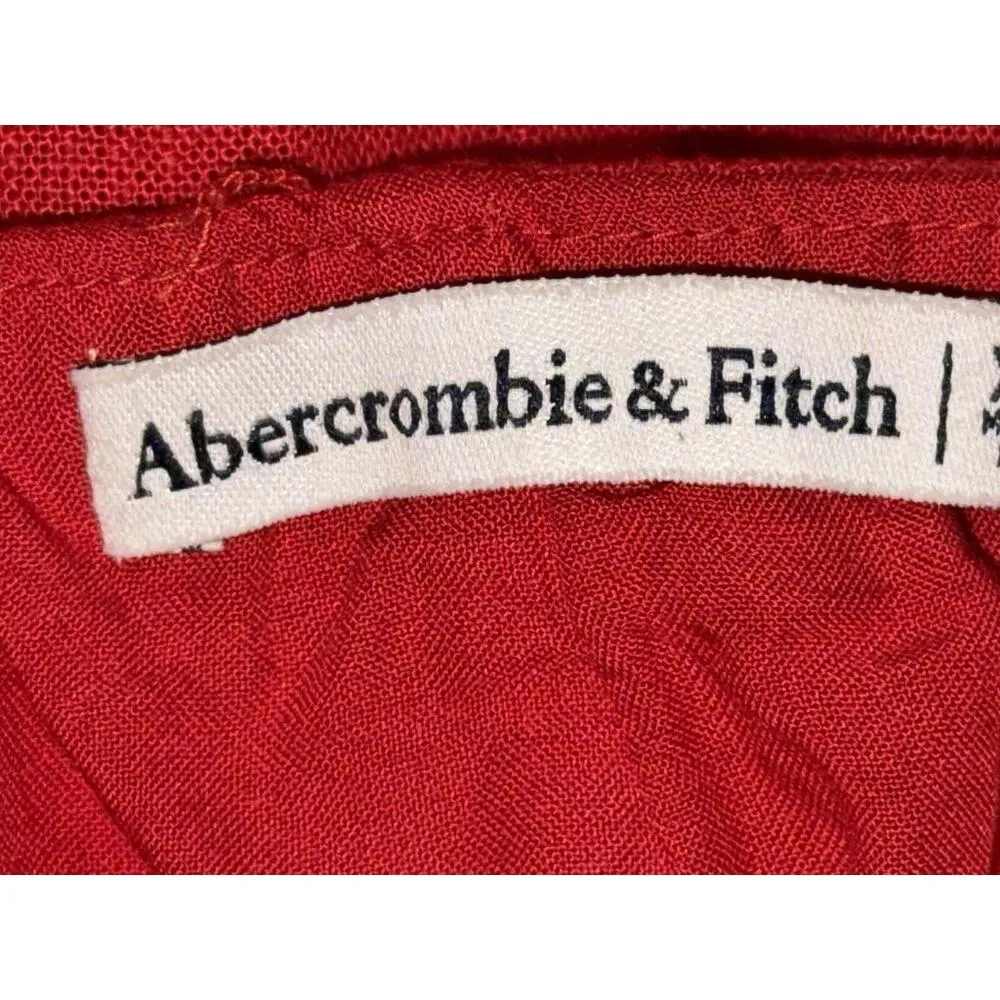 Abercrombie & Fitch |